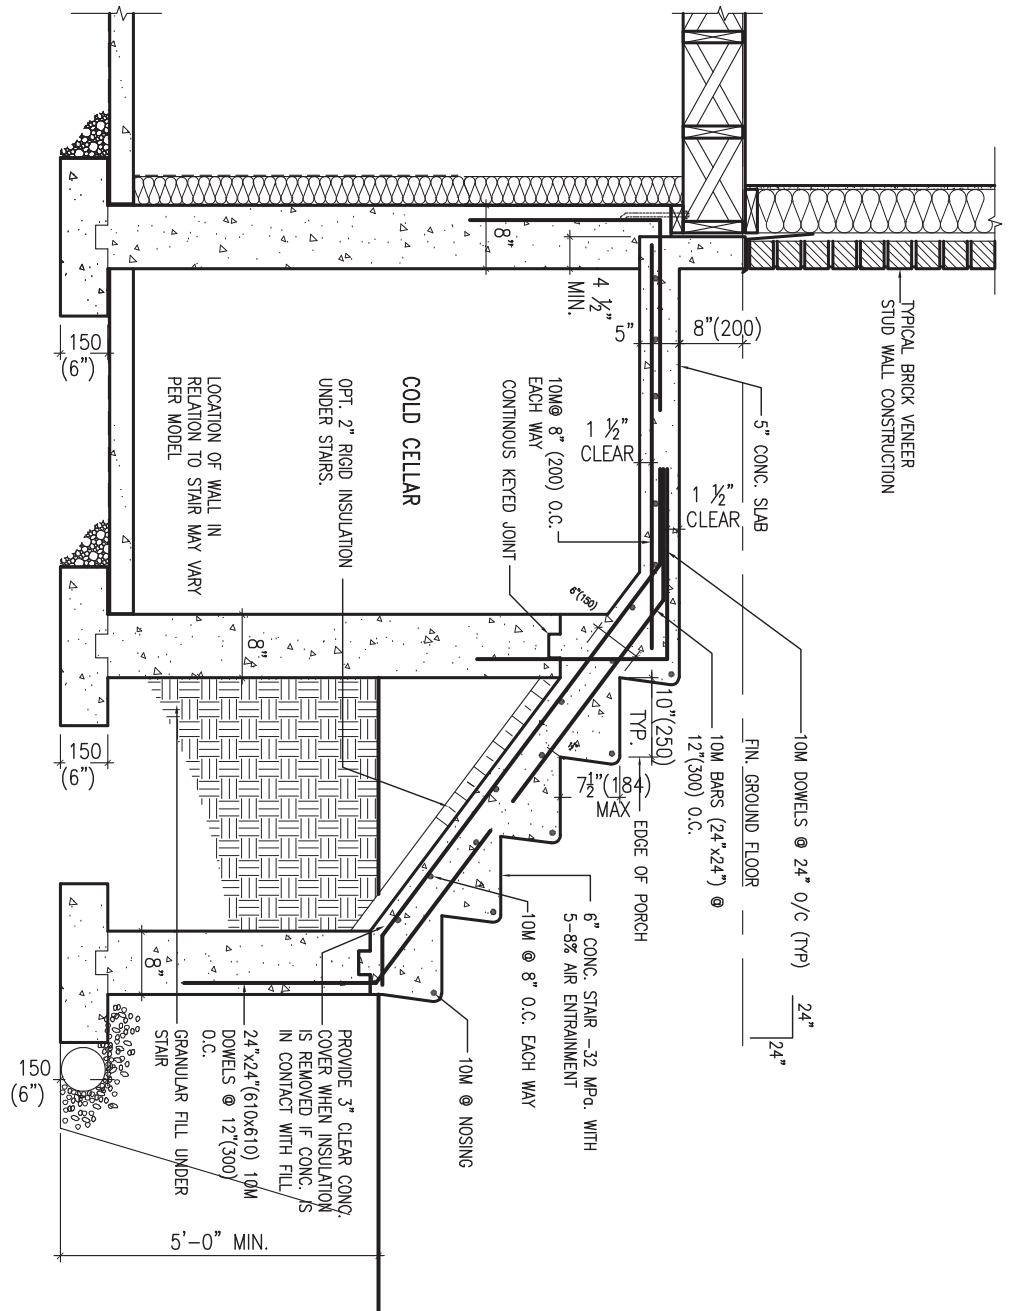 TYPICAL BRICK VENEER
STUD WALL CONSTRUCTION
8"(200)
5"
4 ½"
MIN.
8"
5" CONC. SLAB
1 ½"
CLEAR
1 ½"
CLEAR
10M@ 8" (200) O.C.
EACH WAY
CONTINOUS KEYED JOINT
COLD CELLAR
OPT. 2" RIGID INSULATION
UNDER STAIRS.
LOCATION OF WALL IN
RELATION TO STAIR MAY VARY
PER MODEL
150
(6")
10M DOWELS @ 24" O/C (TYP)
FIN. GROUND FLOOR
10M BARS (24"x24") @
12"(300) O.C.
24"
24"
6"(150)
10"(250)
TYP.
7½"(184)
MAX
EDGE OF PORCH
8"
150
(6")
6" CONC. STAIR -32 MPa. WITH
5-8% AIR ENTRAINMENT
10M @ 8" O.C. EACH WAY
10M @ NOSING
8"
PROVIDE 3" CLEAR CONC.
COVER WHEN INSULATION
IS REMOVED IF CONC. IS
IN CONTACT WITH FILL
24"x24"(610x610) 10M
DOWELS @ 12"(300)
O.C.
GRANULAR FILL UNDER
STAIR
150
(6")
5'-0" MIN.